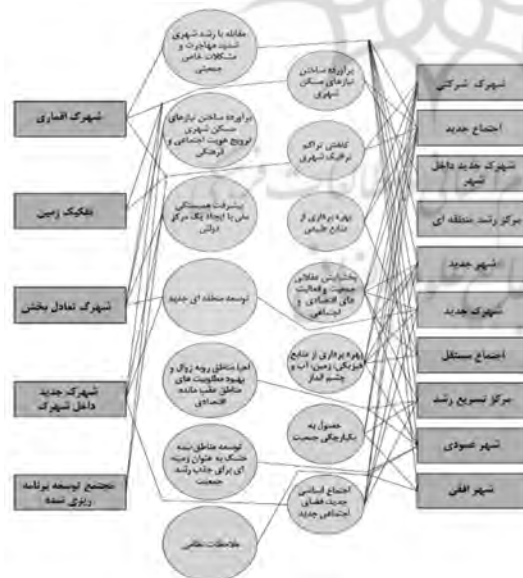 شهرک شرکتی
اجتماع جدید
شهرک جدید داخل
شهر
مرکز رشد منطقه ای
شهر جدید
شهرک جدید
اجتماع مستقل
مرکز تسریع رشد
شهر عمودی
شهر افقی
برآورده ساختن
نیازهای مسکن
شهری
کاهش تراکم
ترافیک شهری
بهره برداری از
منابع طبیعی
بخشایش عقلانی
جمعیت و فعالیت
های اقتصادی و
اجتماعی
بهره برداری از منابع
فیزیکی: زمین، آب و
چشم انداز
حصول به
یکپارچگی جمعیت
اجتماع اساسی
جدید، فضای
اجتماعی جدید
مقابله با رشد شهری
شدید مهاجرت و
مشکلات خاص
جمعیتی
برآورده ساختن نیازهای
مسکن شهری
ترویج هویت اجتماعی و
فرهنگی
پیشرفت همبستگی
ملی با ایجاد یک مرکز
دولتی
توسعه منطقه ای جدید
احیا مناطق رو به زوال و
بهبود مطلوبیت های
مناطق عقب مانده
اقتصادی
توسعه مناطق نیمه
خشک به عنوان زمینه
ای برای جذب رشد
جمعیت
ملاحظات نظامی
شهرک اقماری
تفکیک زمین
شهرک تعادل بخش
شهرک جدید
داخل شهرک
مجتمع توسعه برنامه
ریزی شده